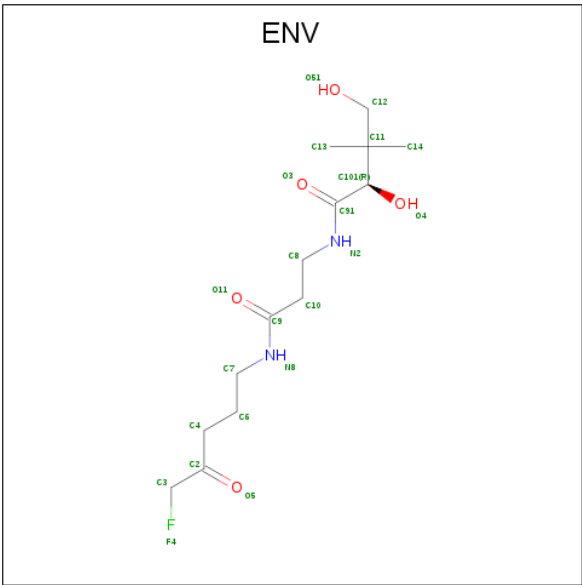 ENV
O51
HO
C12
C11
C13
C14
C101(R)
O3
O
OH
O4
C91
NH
N2
C8
O11
O
C10
C9
NH
N8
C7
C6
C4
C2
C3
O
O5
F
F4